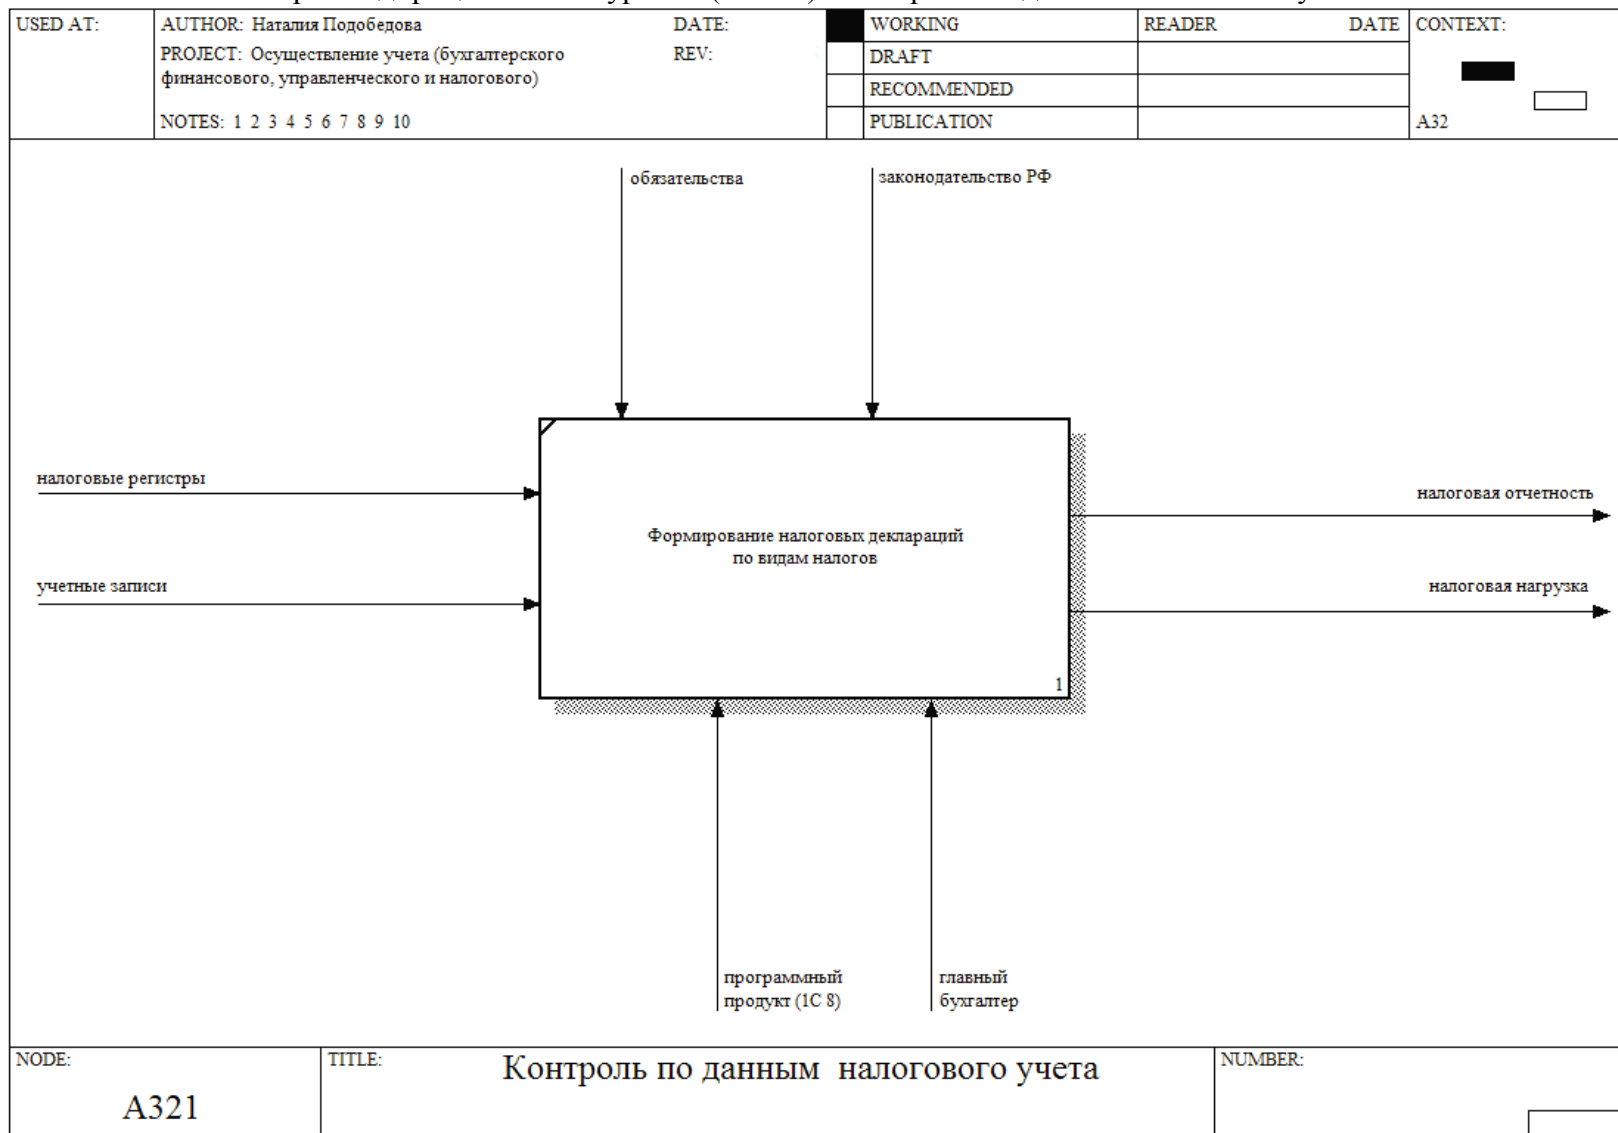 USED AT:
AUTHOR: Наталия Подобедова
DATE:
PROJECT: Осуществление учета (бухгалтерского
финансового, управленческого и налогового)
REV:
NOTES: 1 2 3 4 5 6 7 8 9 10
WORKING
DRAFT
RECOMMENDED
PUBLICATION
READER DATE
CONTEXT:
A32
обязательства
законодательство РФ
налоговые регистры
учетные записи
Формирование налоговых деклараций
по видам налогов
1
налоговая отчетность
налоговая нагрузка
программный
продукт (1С 8)
главный
бухгалтер
NODE:
A321
TITLE:
Контроль по данным налогового учета
NUMBER: